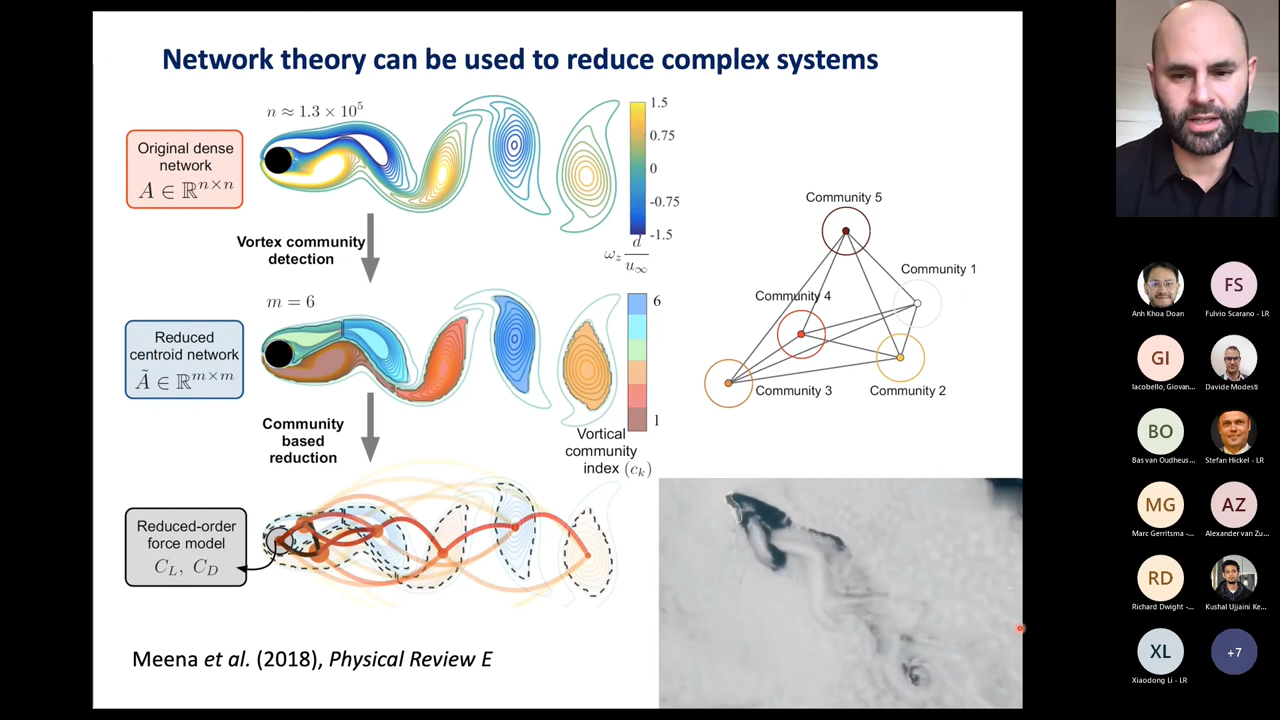 Network theory can be used to reduce complex systems
n ≈ 1.3 × 10⁵
Original dense
network
A ∈ ℝⁿˣⁿ
1.5
0.75
0
-0.75
-1.5
ω_z d/u_∞
Vortex community
detection
m = 6
Reduced
centroid network
Ã ∈ ℝᵐˣᵐ
6
1
Vortical
community
index (c_k)
Community
based
reduction
Reduced-order
force model
C_L, C_D
Meena et al. (2018), Physical Review E
Community 5
Community 1
Community 4
Community 3
Community 2
Anh Khoa Doan
FS
Fulvio Scarano - LR
GI
Iacobello, Giovan...
Davide Modesti
BO
Bas van Oudheus...
Stefan Hickel - LR
MG
Marc Gerritsma -...
AZ
Alexander van Zu...
RD
Richard Dwight -...
Kushal Ujjaini Ke...
XL
Xiaodong Li - LR
+7